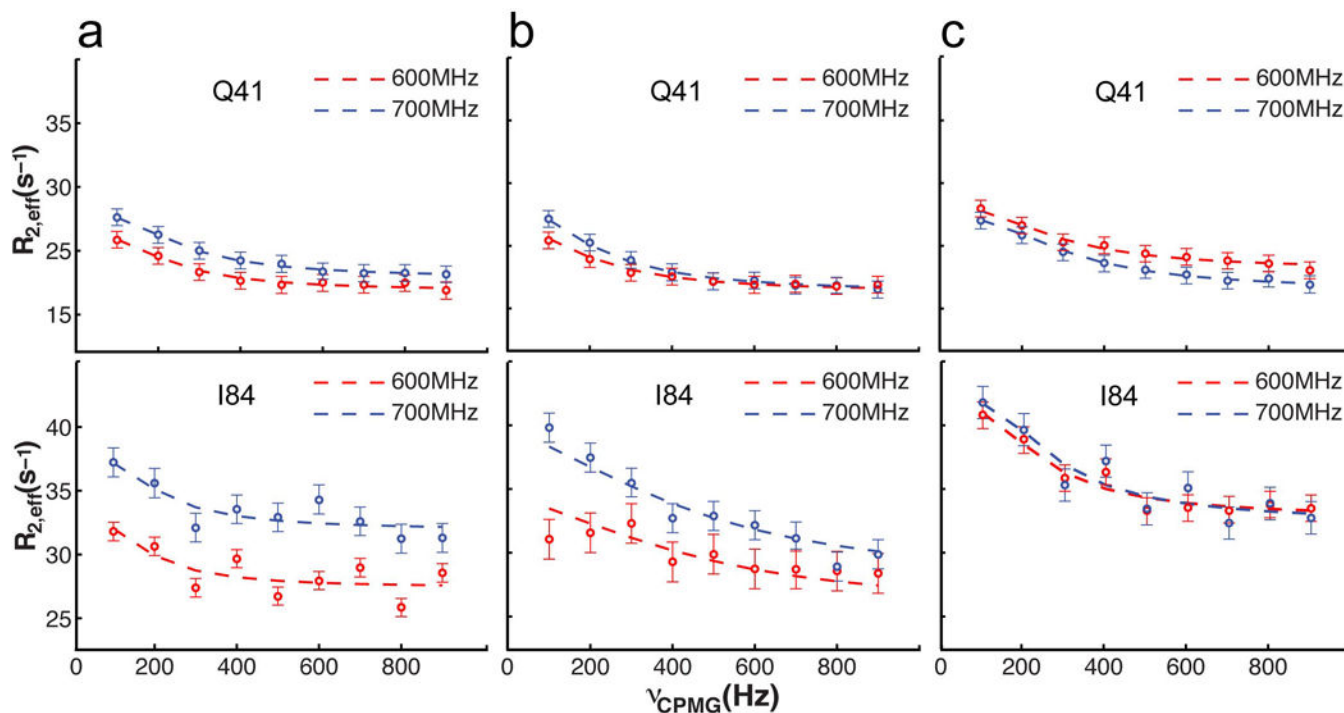 a b c
Q41 600MHz Q41 600MHz Q41 600MHz
700MHz 700MHz 700MHz
35
30
25
15
R2,eff(s−1)
I84 600MHz I84 600MHz I84 600MHz
700MHz 700MHz 700MHz
40
35
30
25
R2,eff(s−1)
0 200 400 600 800 0 200 400 600 800 0 200 400 600 800
νCPMG(Hz)